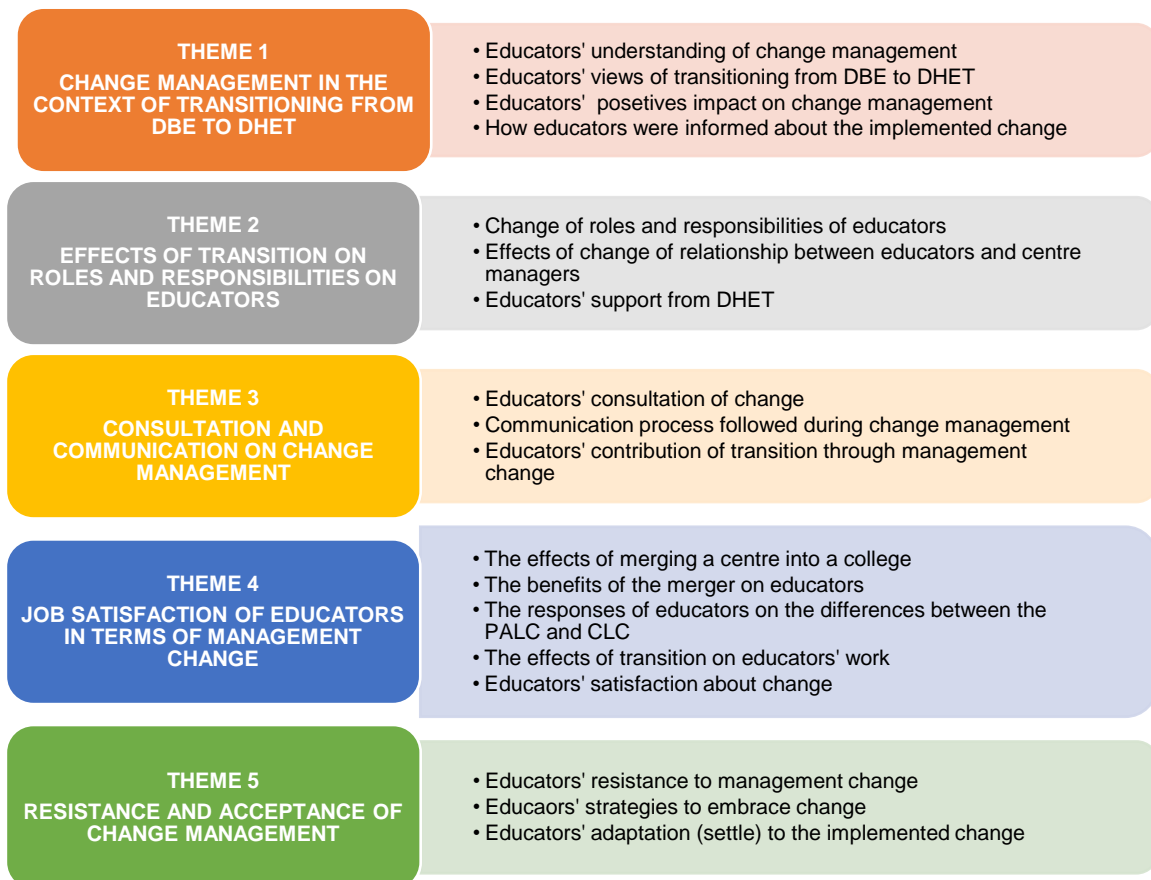 THEME 1
CHANGE MANAGEMENT IN THE
CONTEXT OF TRANSITIONING FROM
DBE TO DHET
• Educators' understanding of change management
• Educators' views of transitioning from DBE to DHET
• Educators' posetives impact on change management
• How educators were informed about the implemented change
THEME 2
EFFECTS OF TRANSITION ON
ROLES AND RESPONSIBILITIES ON
EDUCATORS
• Change of roles and responsibilities of educators
• Effects of change of relationship between educators and centre
managers
• Educators' support from DHET
THEME 3
CONSULTATION AND
COMMUNICATION ON CHANGE
MANAGEMENT
• Educators' consultation of change
• Communication process followed during change management
• Educators' contribution of transition through management
change
THEME 4
JOB SATISFACTION OF EDUCATORS
IN TERMS OF MANAGEMENT
CHANGE
• The effects of merging a centre into a college
• The benefits of the merger on educators
• The responses of educators on the differences between the
PALC and CLC
• The effects of transition on educators' work
• Educators' satisfaction about change
THEME 5
RESISTANCE AND ACCEPTANCE OF
CHANGE MANAGEMENT
• Educators' resistance to management change
• Educaors' strategies to embrace change
• Educators' adaptation (settle) to the implemented change